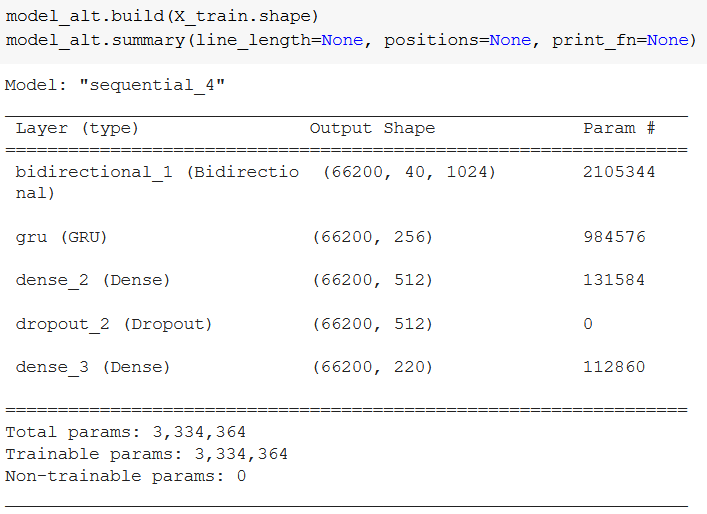 model_alt.build(X_train.shape)
model_alt.summary(line_length=None, positions=None, print_fn=None)
Model: "sequential_4"
Layer (type) Output Shape Param #
bidirectional_1 (Bidirectio (66200, 40, 1024) 2105344
nal)
gru (GRU) (66200, 256) 984576
dense_2 (Dense) (66200, 512) 131584
dropout_2 (Dropout) (66200, 512) 0
dense_3 (Dense) (66200, 220) 112860
Total params: 3,334,364
Trainable params: 3,334,364
Non-trainable params: 0